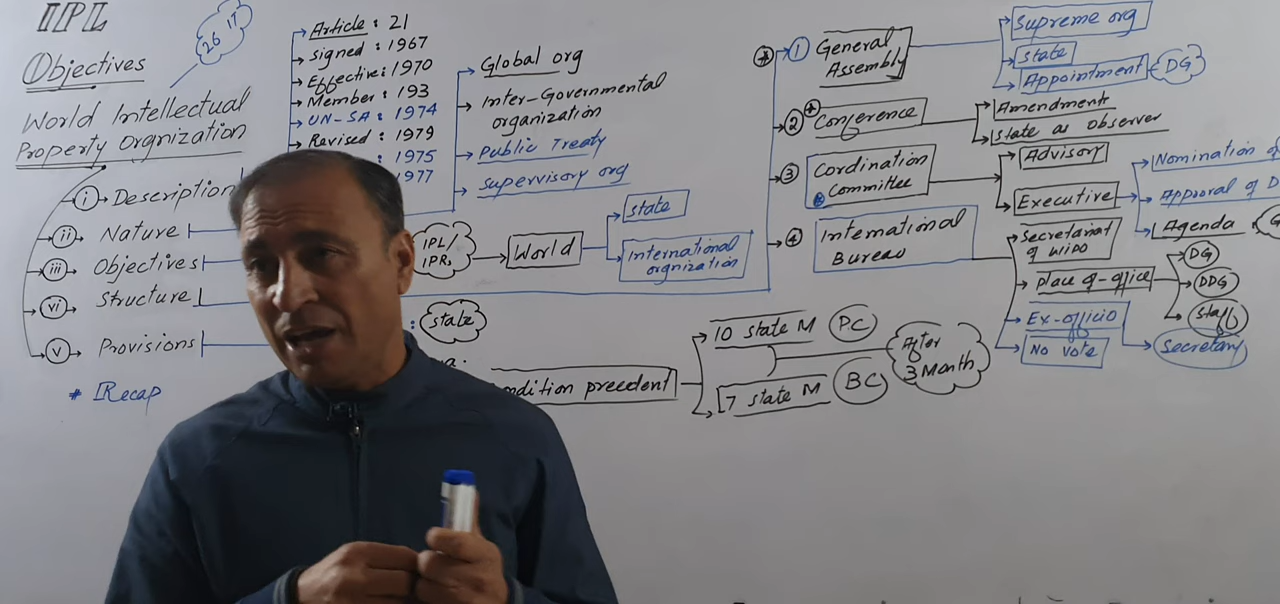 IPL
26 IT
Objectives
World Intellectual
Property Orgnization
i Description
ii Nature
iii Objectives
vi Structure
v Provisions
* Recap
Article : 21
Signed : 1967
Effective : 1970
Member : 193
UN-SA : 1974
Revised : 1979
: 1975
1977
Global org
Inter-Governmental
organization
Public Treaty
Supervisory org
IPL/
IPRs
World
state
International
orgnization
: state
ndition precedent
10 state M PC
7 state M BC
After
3 Month
1 General
Assembly
Supreme org
State
Appointment DG
2 Conference
Amendments
State as Observer
3 Cordination
Committee
Advisory
Executive
Nomination of
Approval of D
Agenda
4 International
Bureau
Secretariat
of WIPO
place of-office
DG
DDG
Staff
Ex-officio
Secretary
No vote